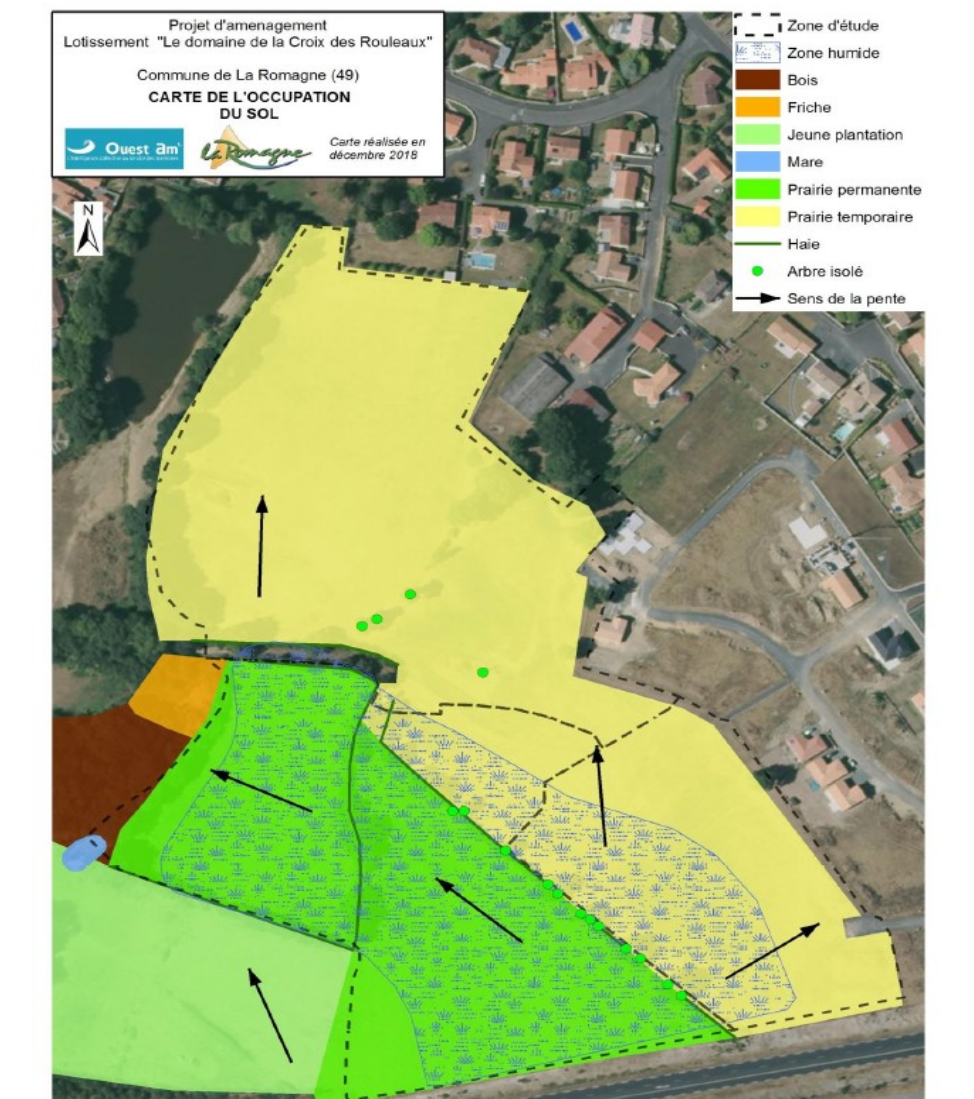 Projet d'amenagement
Lotissement "Le domaine de la Croix des Rouleaux"
Commune de La Romagne (49)
CARTE DE L'OCCUPATION
DU SOL
Ouest am'
La Romagne
Carte réalisée en
décembre 2018
N
Zone d'étude
Zone humide
Bois
Friche
Jeune plantation
Mare
Prairie permanente
Prairie temporaire
Haie
Arbre isolé
Sens de la pente